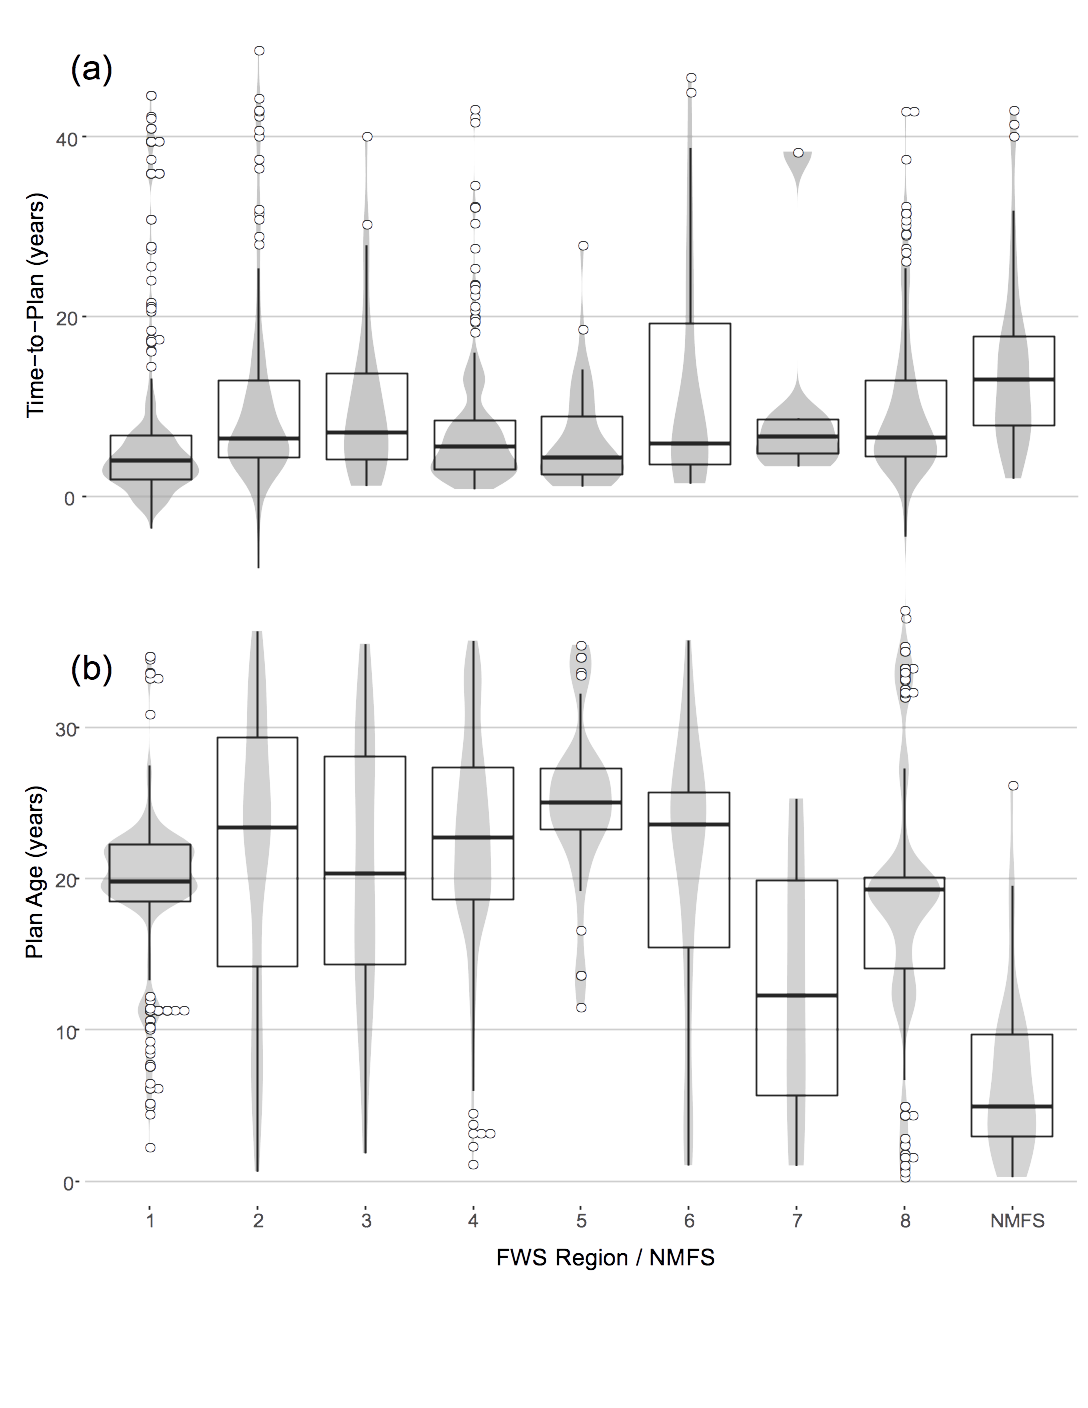 (a)
Time−to−Plan (years)
40
20
0
(b)
Plan Age (years)
30
20
10
0
1 2 3 4 5 6 7 8 NMFS
FWS Region / NMFS